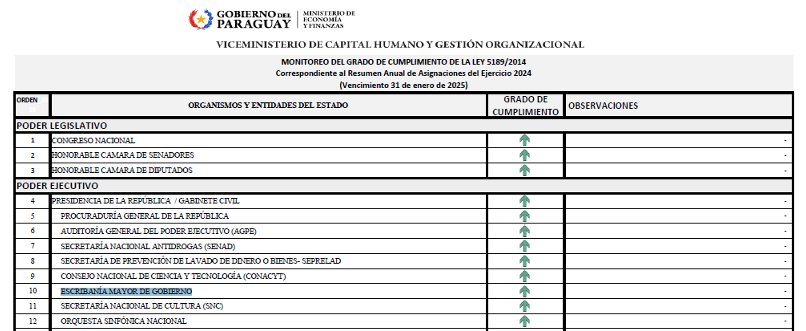 GOBIERNO DEL PARAGUAY
MINISTERIO DE ECONOMÍA Y FINANZAS
VICEMINISTERIO DE CAPITAL HUMANO Y GESTIÓN ORGANIZACIONAL
MONITOREO DEL GRADO DE CUMPLIMIENTO DE LA LEY 5189/2014
Correspondiente al Resumen Anual de Asignaciones del Ejercicio 2024
(Vencimiento 31 de enero de 2025)
ORDEN ORGANISMOS Y ENTIDADES DEL ESTADO GRADO DE CUMPLIMIENTO OBSERVACIONES
PODER LEGISLATIVO
1 CONGRESO NACIONAL -
2 HONORABLE CAMARA DE SENADORES -
3 HONORABLE CAMARA DE DIPUTADOS -
PODER EJECUTIVO
4 PRESIDENCIA DE LA REPÚBLICA / GABINETE CIVIL -
5 PROCURADURÍA GENERAL DE LA REPÚBLICA -
6 AUDITORÍA GENERAL DEL PODER EJECUTIVO (AGPE) -
7 SECRETARÍA NACIONAL ANTIDROGAS (SENAD) -
8 SECRETARÍA DE PREVENCIÓN DE LAVADO DE DINERO O BIENES- SEPRELAD -
9 CONSEJO NACIONAL DE CIENCIA Y TECNOLOGÍA (CONACYT) -
10 ESCRIBANÍA MAYOR DE GOBIERNO -
11 SECRETARÍA NACIONAL DE CULTURA (SNC) -
12 ORQUESTA SINFÓNICA NACIONAL -